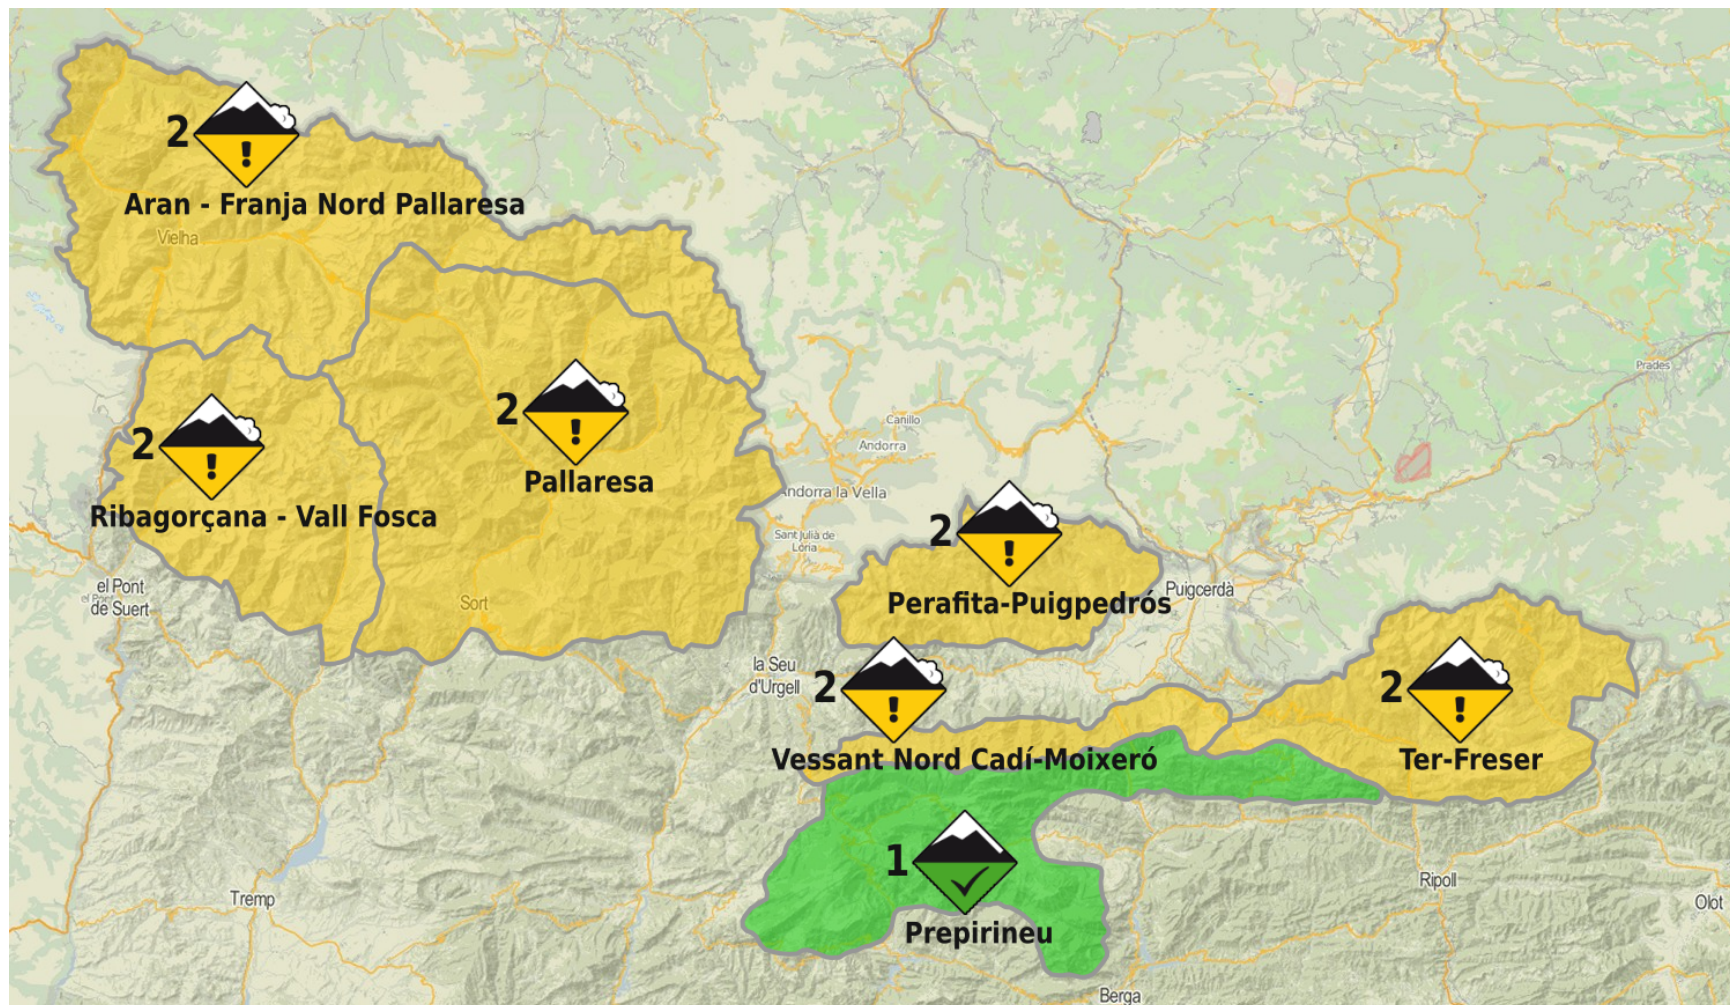 2
Aran - Franja Nord Pallaresa
Vielha
Prades
2
Pallaresa
2
Ribagorçana - Vall Fosca
Canillo
Andorra
Andorra la Vella
Sant Julià de
Lòria
2
Perafita-Puigpedrós
Puigcerdà
el Pont
de Suert
Sort
la Seu
d'Urgell
2
Vessant Nord Cadí-Moixeró
2
Ter-Freser
1
Prepirineu
Tremp
Ripoll
Olot
Berga